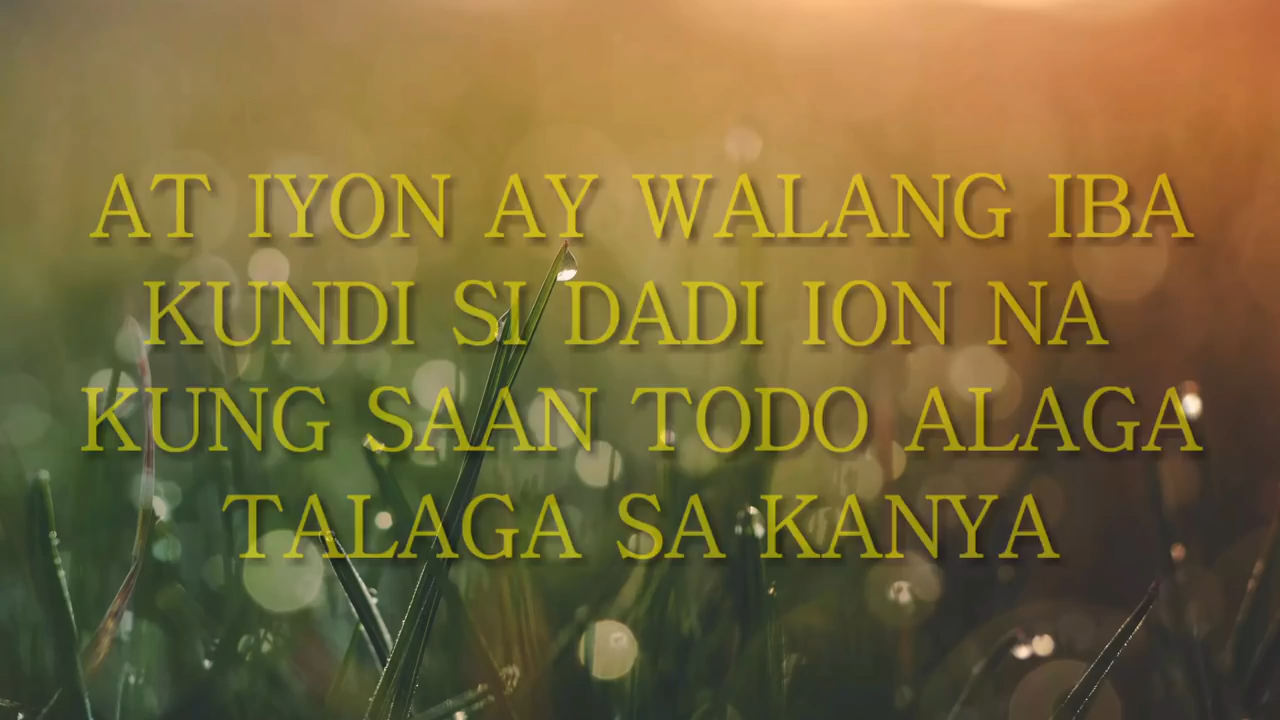 AT IYON AY WALANG IBA
KUNDI SI DADI ION NA
KUNG SAAN TODO ALAGA
TALAGA SA KANYA